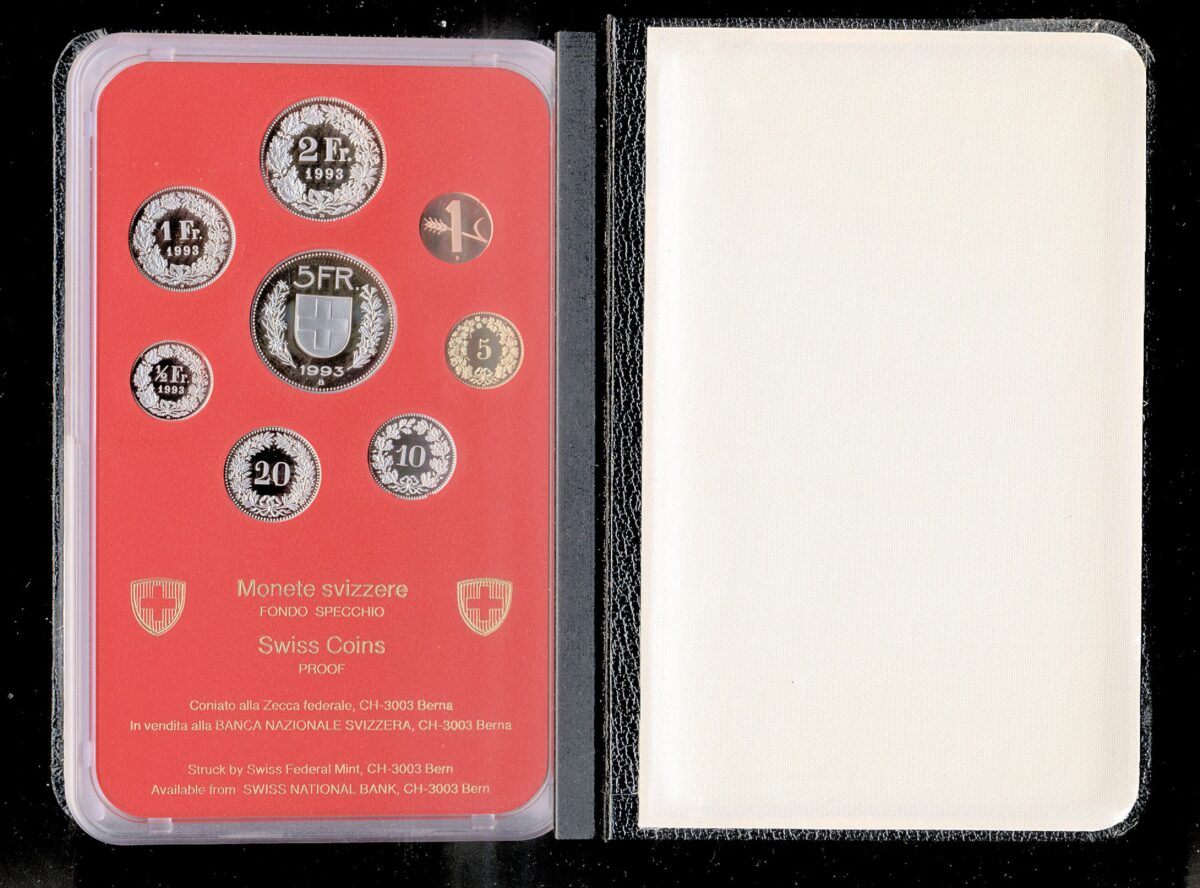 2 Fr.
1993
B
1 Fr.
1993
B
1
B
5 FR.
1993
B
5
½ Fr.
1993
B
20
10
Monete svizzere
FONDO SPECCHIO
Swiss Coins
PROOF
Coniato alla Zecca federale, CH-3003 Berna
In vendita alla BANCA NAZIONALE SVIZZERA, CH-3003 Berna
Struck by Swiss Federal Mint, CH-3003 Bern
Available from SWISS NATIONAL BANK, CH-3003 Bern